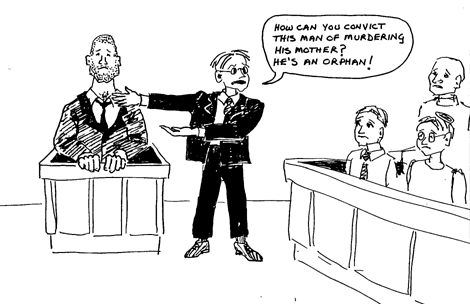 HOW CAN YOU CONVICT
THIS MAN OF MURDERING
HIS MOTHER?
HE'S AN ORPHAN!